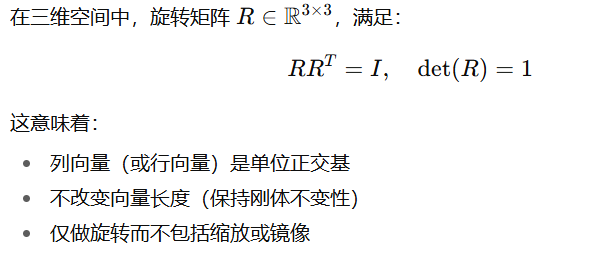 在三维空间中，旋转矩阵 $R \in \mathbb{R}^{3\times 3}$，满足：
$RR^T = I, \quad \det(R) = 1$
这意味着：
• 列向量（或行向量）是单位正交基
• 不改变向量长度（保持刚体不变性）
• 仅做旋转而不包括缩放或镜像